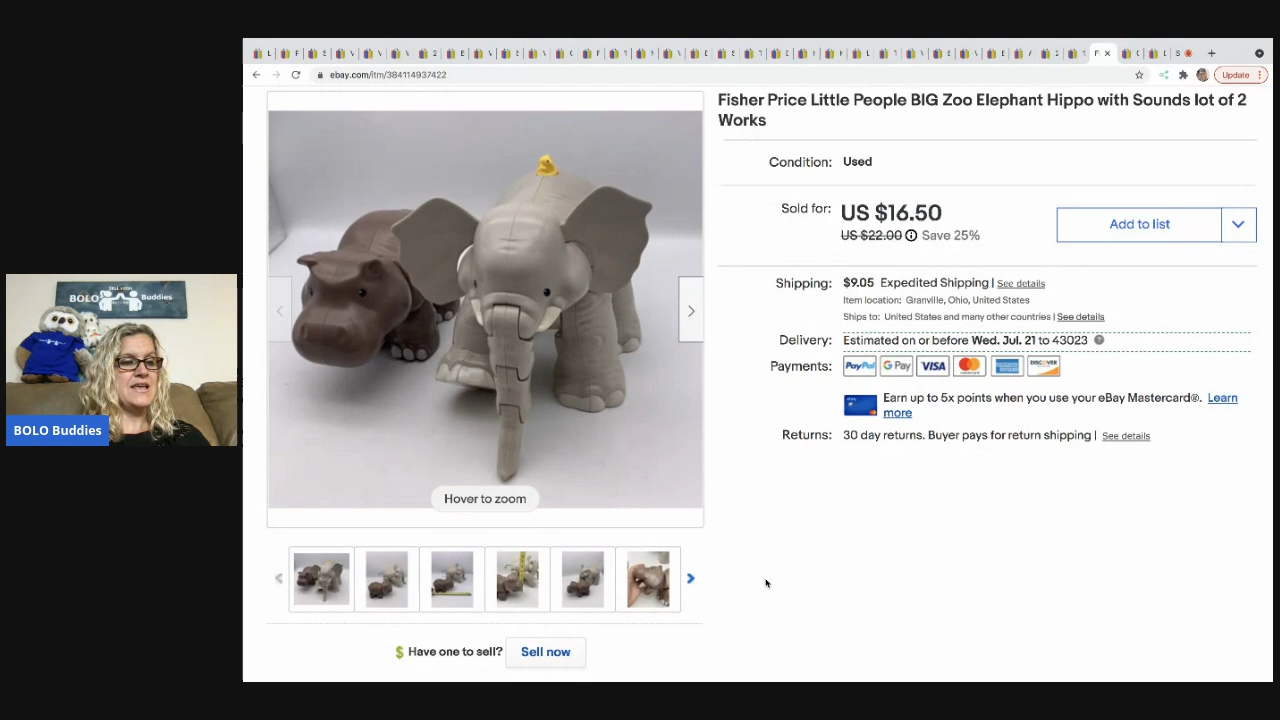 ebay.com/itm/384114937422
Update
Fisher Price Little People BIG Zoo Elephant Hippo with Sounds lot of 2
Works
Condition: Used
Sold for: US $16.50
US $22.00 Save 25%
Add to list
Shipping: $9.05 Expedited Shipping | See details
Item location: Granville, Ohio, United States
Ships to: United States and many other countries | See details
Delivery: Estimated on or before Wed. Jul. 21 to 43023
Payments: PayPal G Pay VISA DISCOVER
Earn up to 5x points when you use your eBay Mastercard®. Learn
more
Returns: 30 day returns. Buyer pays for return shipping | See details
Hover to zoom
$ Have one to sell? Sell now
BOLO Buddies
BOLO Buddies